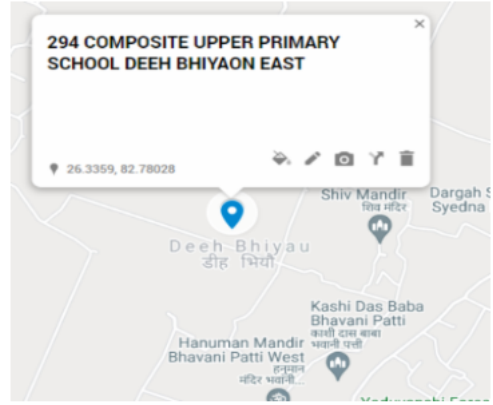 294 COMPOSITE UPPER PRIMARY
SCHOOL DEEH BHIYAON EAST
26.3359, 82.78028
Shiv Mandir
शिव मंदिर
Dargah S
Syedna
Deeh Bhiyau
डीह भियौ
Kashi Das Baba
Bhavani Patti
काशी दास बाबा
भवानी पत्ती
Hanuman Mandir
Bhavani Patti West
हनुमान
मंदिर भवानी...